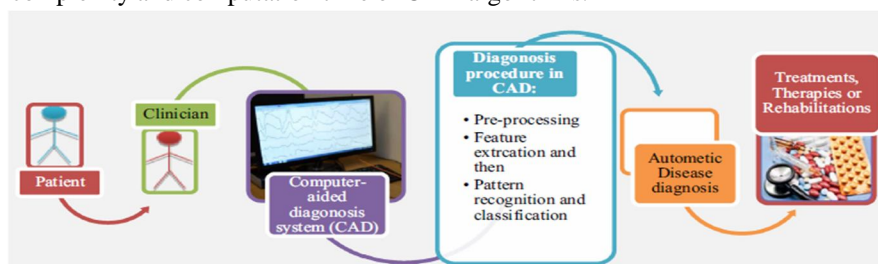 Patient
Clinician
Computer-
aided
diagonosis
system (CAD)
Diagonosis
procedure in
CAD:
• Pre-processing
• Feature
extrcation and
then
• Pattern
recognition and
classification
Autometic
Disease
diagnosis
Treatments,
Therapies or
Rehabilitations